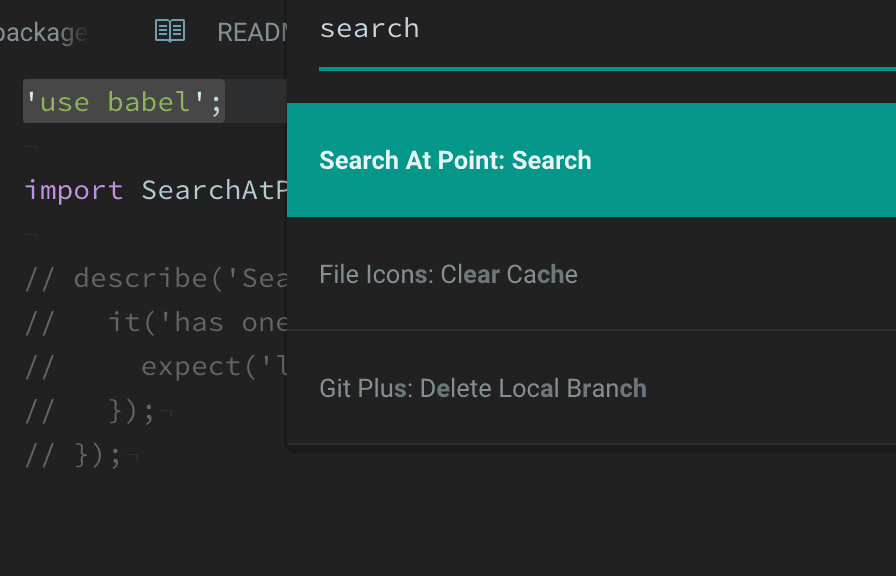 package
READM
search
'use babel';
import SearchAtP
// describe('Sea
//   it('has one
//     expect('l
//   });
// });
Search At Point: Search
File Icons: Clear Cache
Git Plus: Delete Local Branch